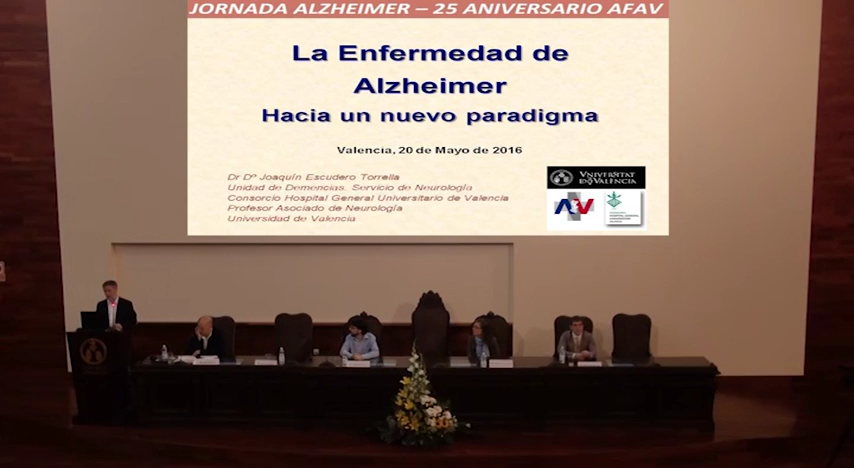 JORNADA ALZHEIMER – 25 ANIVERSARIO AFAV
La Enfermedad de
Alzheimer
Hacia un nuevo paradigma
Valencia, 20 de Mayo de 2016
Dr Dº Joaquín Escudero Torrella
Unidad de Demencias. Servicio de Neurología
Consorcio Hospital General Universitario de Valencia
Profesor Asociado de Neurología
Universidad de Valencia
VNIVERSITAT
ID VALÈNCIA